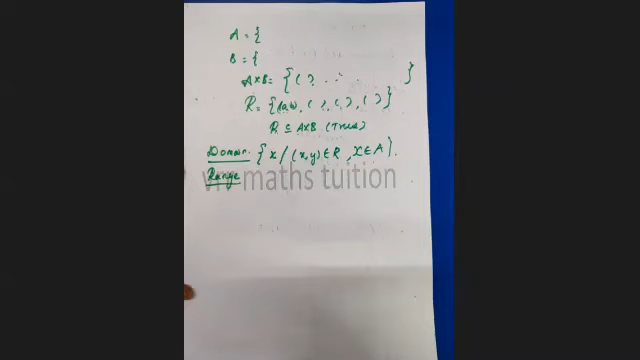 A = {
B = {
A×B = { ( ), ... }
R = {(a,b), ( ), ( ), ( )}
R ⊆ A×B (True)
Domain {x / (x,y) ∈ R, x ∈ A}.
Range
vm maths tuition